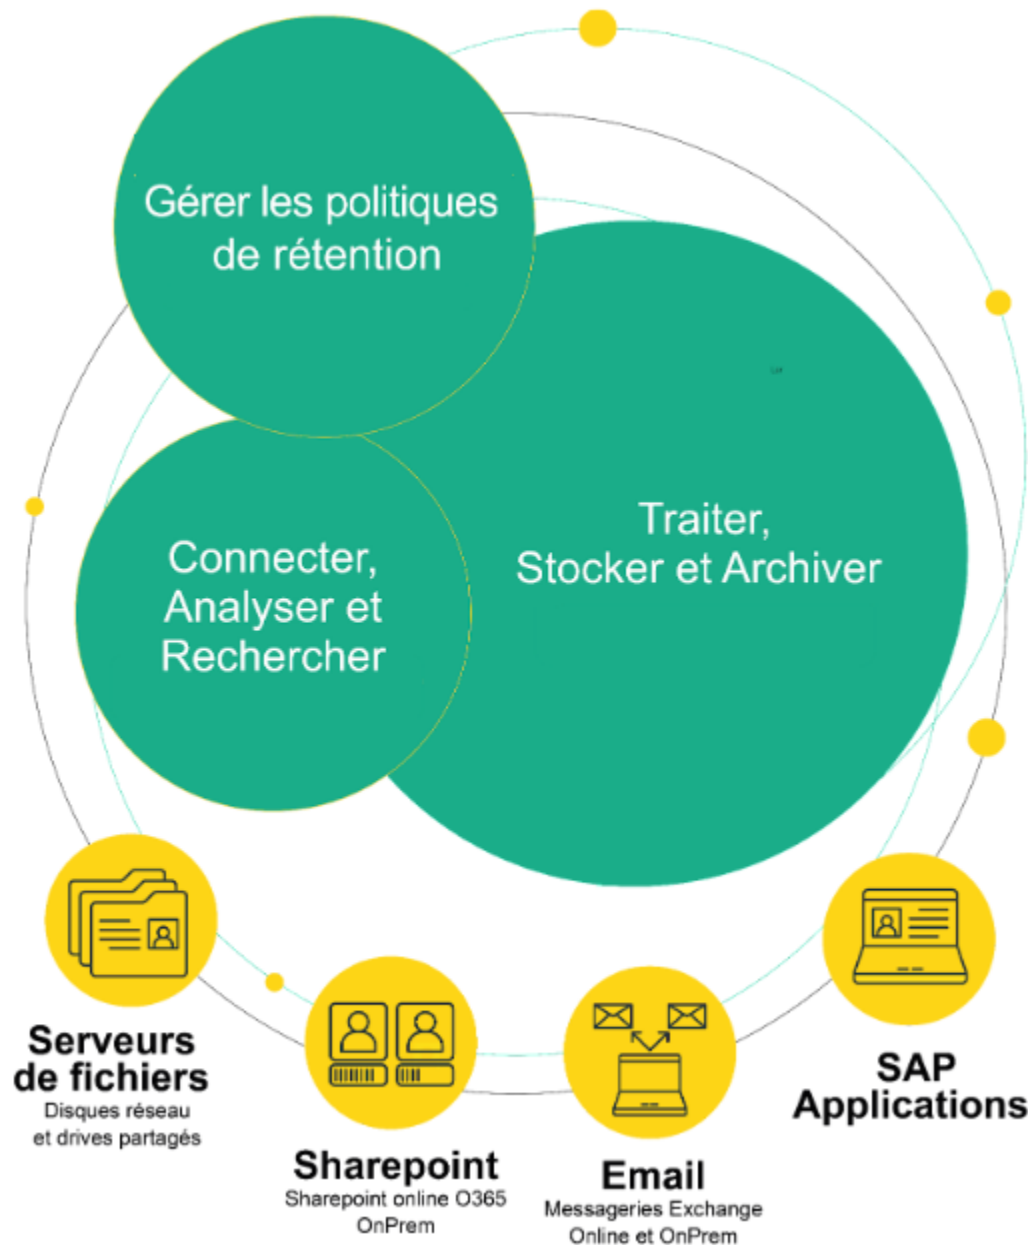 Gérer les politiques
de rétention
Traiter,
Stocker et Archiver
Connecter,
Analyser et
Rechercher
Serveurs
de fichiers
Disques réseau
et drives partagés
Sharepoint
Sharepoint online O365
OnPrem
Email
Messageries Exchange
Online et OnPrem
SAP
Applications